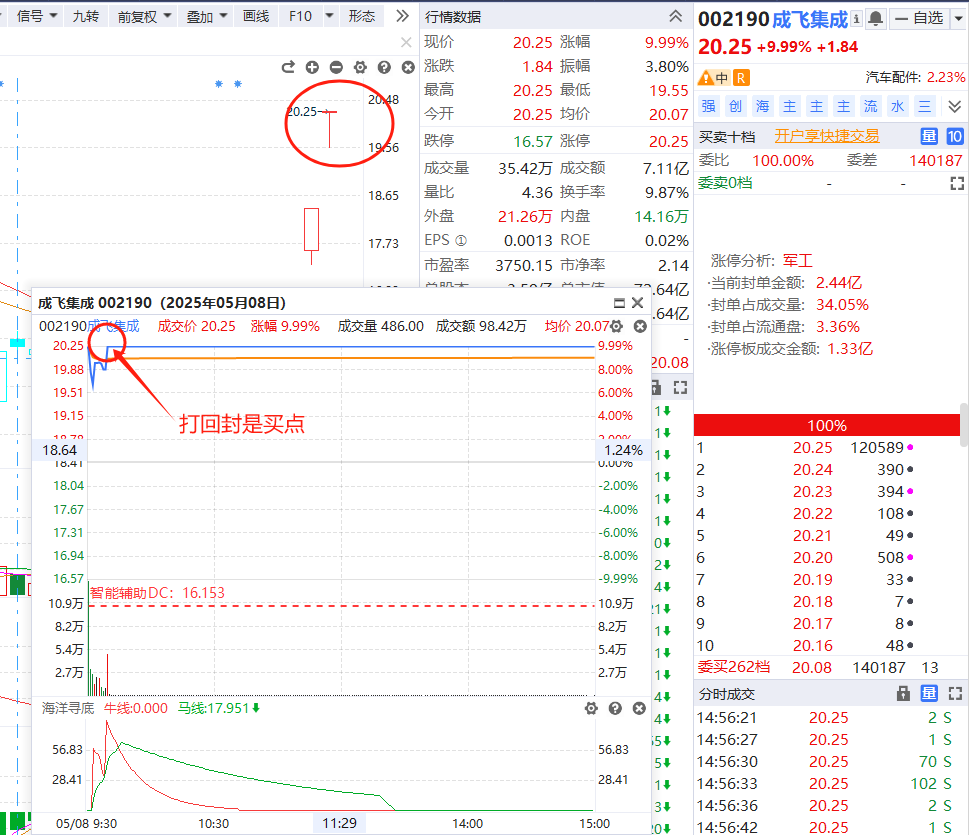 信号 九转 前复权 叠加 画线 F10 形态
20.25
20.48
19.56
18.65
17.73
行情数据
现价 20.25 涨幅 9.99%
涨跌 1.84 振幅 3.80%
最高 20.25 最低 19.55
今开 20.25 均价 20.07
跌停 16.57 涨停 20.25
成交量 35.42万 成交额 7.11亿
量比 4.36 换手率 9.87%
外盘 21.26万 内盘 14.16万
EPS ① 0.0013 ROE 0.02%
市盈率 3750.15 市净率 2.14
002190 成飞集成 自选
20.25 +9.99% +1.84
中 R 汽车配件: 2.23%
强 创 海 主 主 主 流 水 三
买卖十档 开户享快捷交易 量 10
委比 100.00% 委差 140187
委卖0档 - -
涨停分析: 军工
·当前封单金额: 2.44亿
·封单占成交量: 34.05%
·封单占流通盘: 3.36%
·涨停板成交金额: 1.33亿
100%
1 20.25 120589
2 20.24 390
3 20.23 394
4 20.22 108
5 20.21 49
6 20.20 508
7 20.19 33
8 20.18 7
9 20.17 8
10 20.16 48
委买262档 20.08 140187 13
分时成交 量
14:56:21 20.25 2 S
14:56:27 20.25 1 S
14:56:30 20.25 70 S
14:56:33 20.25 102 S
14:56:36 20.25 2 S
14:56:42 20.25 1 S
成飞集成 002190（2025年05月08日）
002190成飞集成 成交价 20.25 涨幅 9.99% 成交量 486.00 成交额 98.42万 均价 20.07
20.25 9.99%
19.88 8.00%
19.51 6.00%
19.15 4.00%
打回封是买点
18.64 1.24%
18.41 0.00%
18.04 -2.00%
17.67 -4.00%
17.31 -6.00%
16.94 -8.00%
16.57 -9.99%
智能辅助DC: 16.153
10.9万 10.9万
8.2万 8.2万
5.4万 5.4万
2.7万 2.7万
海洋寻底 牛线:0.000 马线:17.951
56.83 56.83
28.41 28.41
05/08 9:30 10:30 11:29 14:00 15:00
20.08